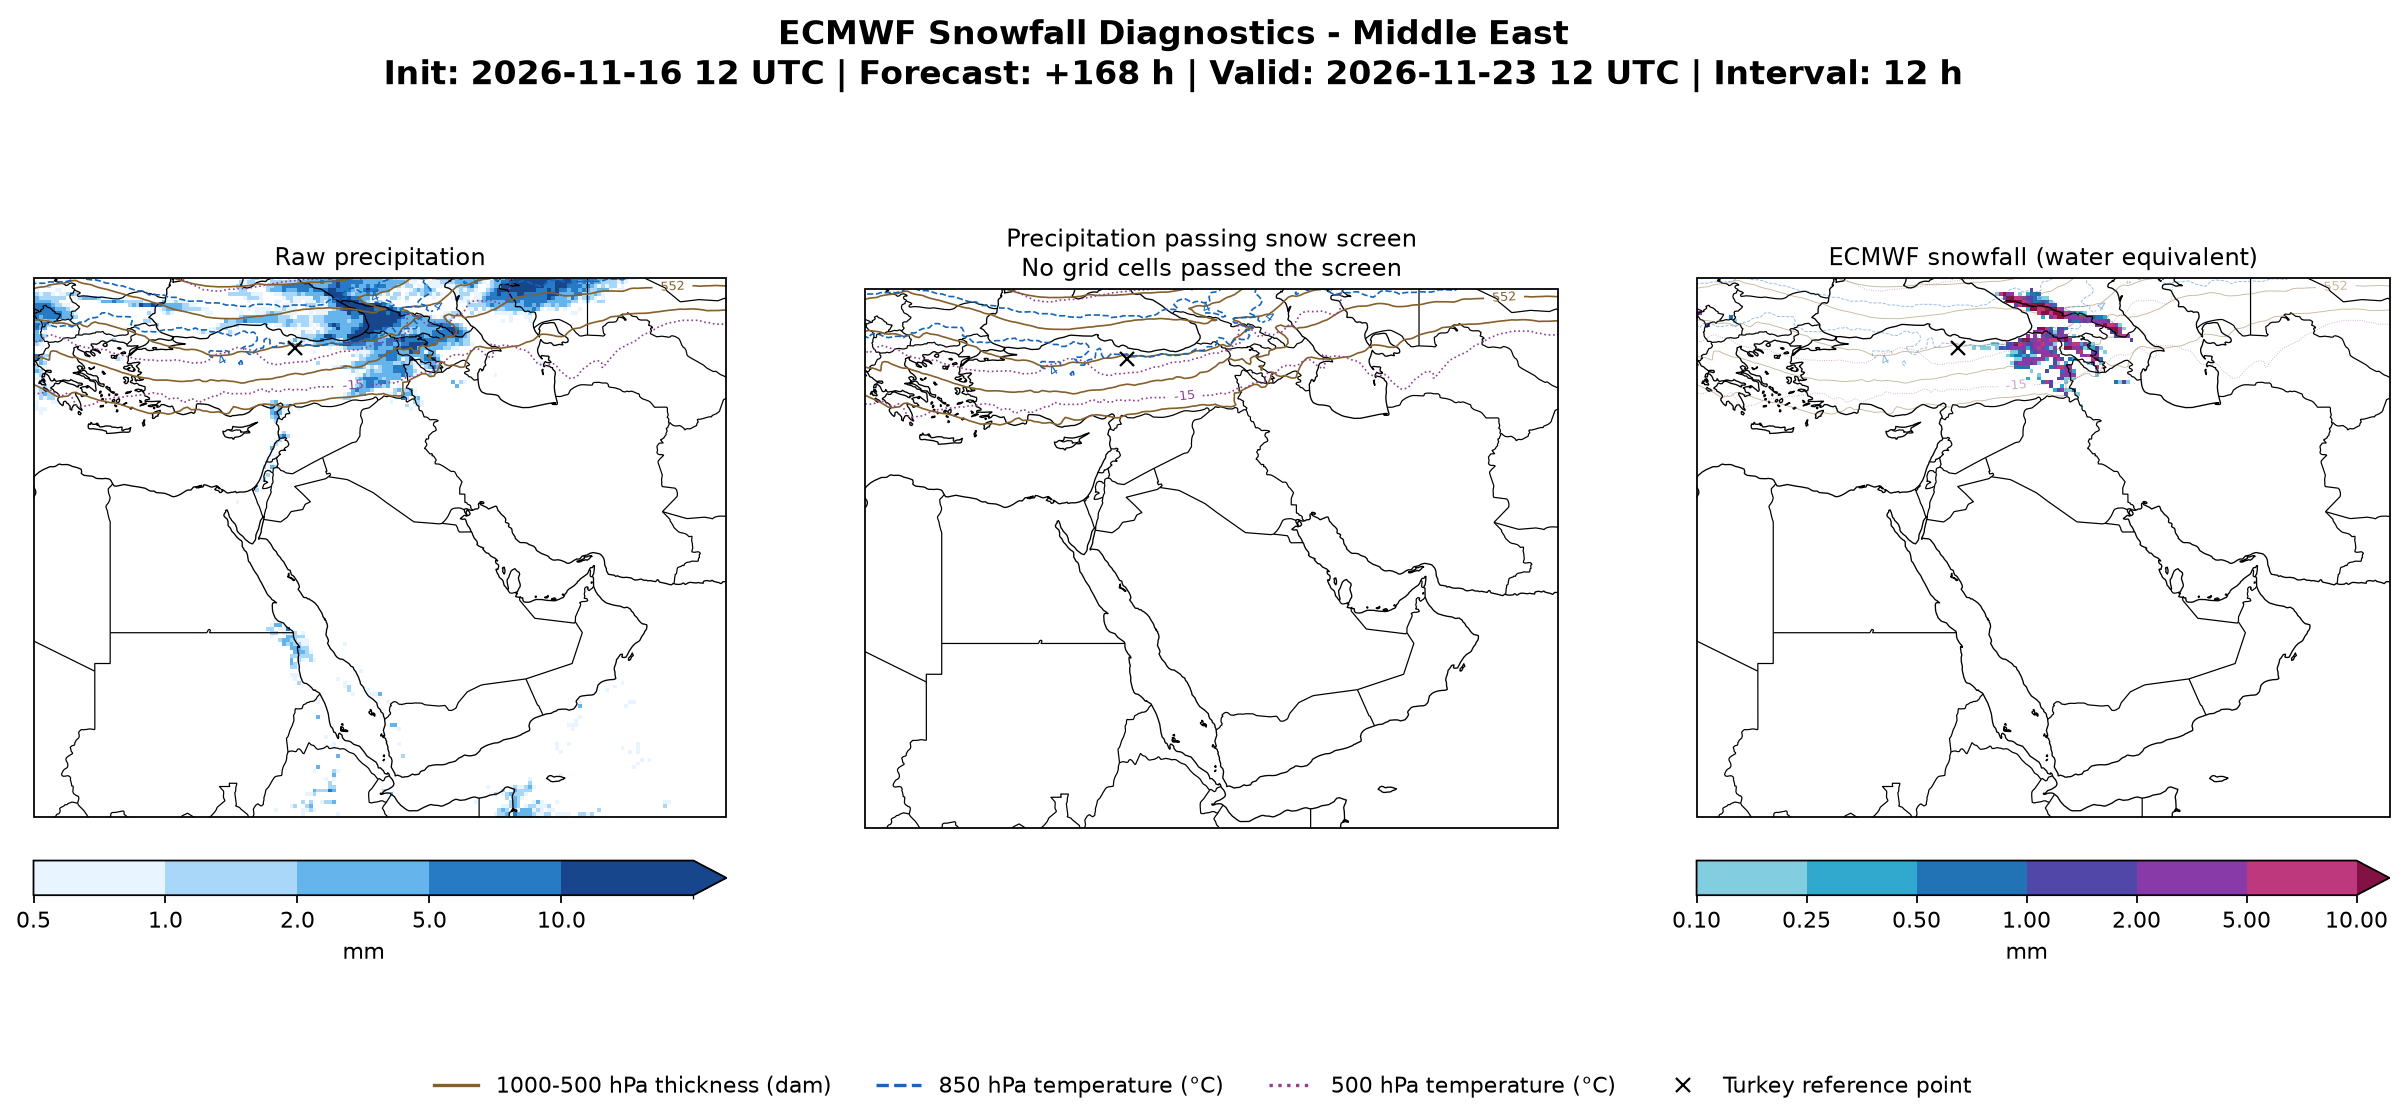 ECMWF Snowfall Diagnostics - Middle East
Init: 2026-11-16 12 UTC | Forecast: +168 h | Valid: 2026-11-23 12 UTC | Interval: 12 h
Raw precipitation
Precipitation passing snow screen
No grid cells passed the screen
ECMWF snowfall (water equivalent)
552
-15
552
-15
552
-15
0.5 1.0 2.0 5.0 10.0
mm
0.10 0.25 0.50 1.00 2.00 5.00 10.00
mm
1000-500 hPa thickness (dam)
850 hPa temperature (°C)
500 hPa temperature (°C)
Turkey reference point